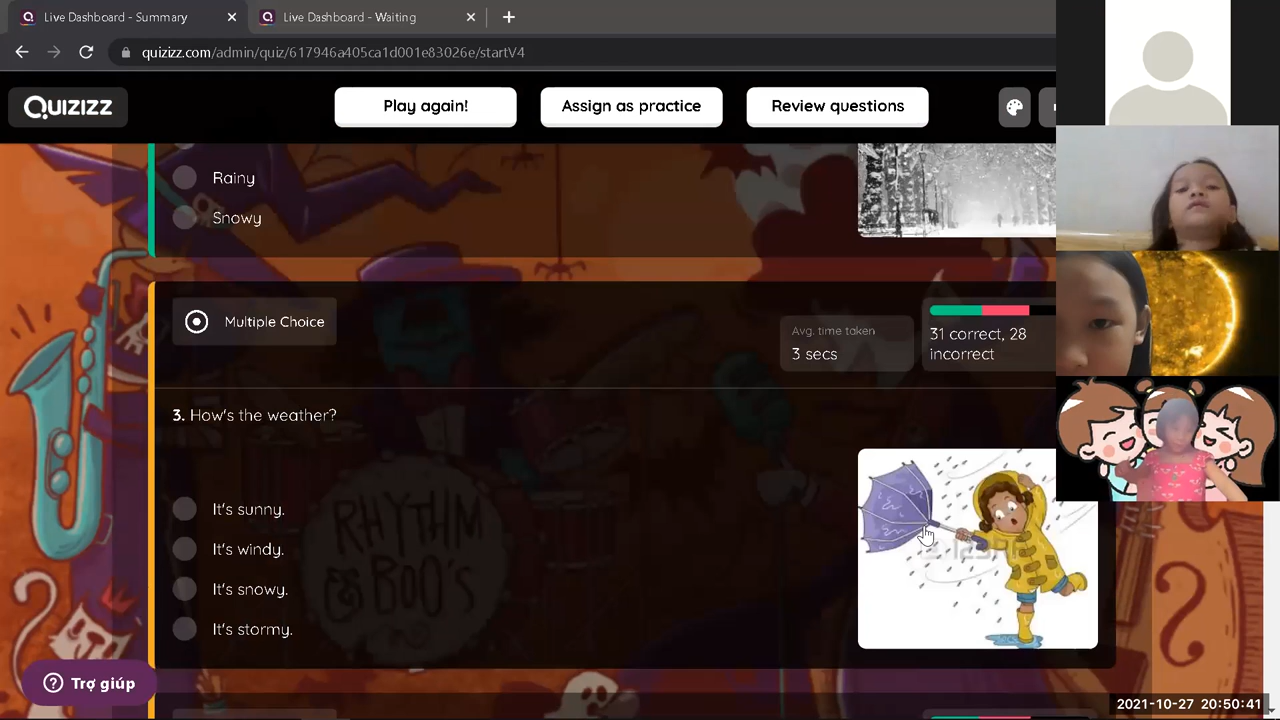 Live Dashboard - Summary
Live Dashboard - Waiting
quizizz.com/admin/quiz/617946a405ca1d001e83026e/startV4
QUIZIZZ
Play again!
Assign as practice
Review questions
Rainy
Snowy
Multiple Choice
Avg. time taken
3 secs
31 correct, 28
incorrect
3. How's the weather?
It's sunny.
It's windy.
It's snowy.
It's stormy.
Trợ giúp
2021-10-27 20:50:41